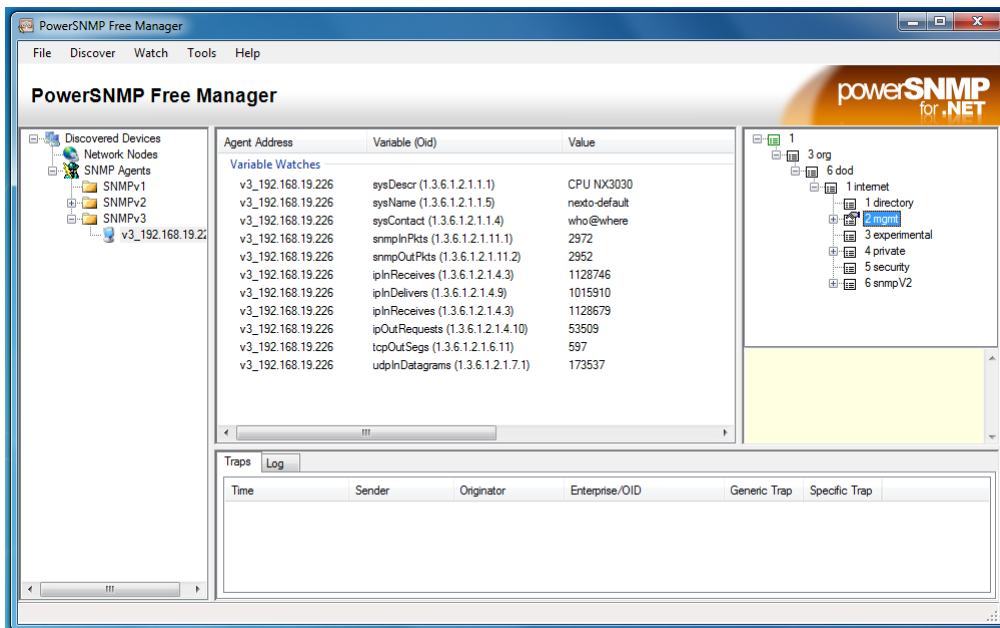 PowerSNMP Free Manager
File Discover Watch Tools Help
PowerSNMP Free Manager
powerSNMP
for .NET
Discovered Devices
Network Nodes
SNMP Agents
SNMPv1
SNMPv2
SNMPv3
v3_192.168.19.22
Agent Address Variable (Oid) Value
Variable Watches
v3_192.168.19.226 sysDescr (1.3.6.1.2.1.1.1) CPU NX3030
v3_192.168.19.226 sysName (1.3.6.1.2.1.1.5) nexto-default
v3_192.168.19.226 sysContact (1.3.6.1.2.1.1.4) who@where
v3_192.168.19.226 snmpInPkts (1.3.6.1.2.1.11.1) 2972
v3_192.168.19.226 snmpOutPkts (1.3.6.1.2.1.11.2) 2952
v3_192.168.19.226 ipInReceives (1.3.6.1.2.1.4.3) 1128746
v3_192.168.19.226 ipInDelivers (1.3.6.1.2.1.4.9) 1015910
v3_192.168.19.226 ipInReceives (1.3.6.1.2.1.4.3) 1128679
v3_192.168.19.226 ipOutRequests (1.3.6.1.2.1.4.10) 53509
v3_192.168.19.226 tcpOutSegs (1.3.6.1.2.1.6.11) 597
v3_192.168.19.226 udpInDatagrams (1.3.6.1.2.1.7.1) 173537
1
3 org
6 dod
1 internet
1 directory
2 mgmt
3 experimental
4 private
5 security
6 snmpV2
Traps Log
Time Sender Originator Enterprise/OID Generic Trap Specific Trap